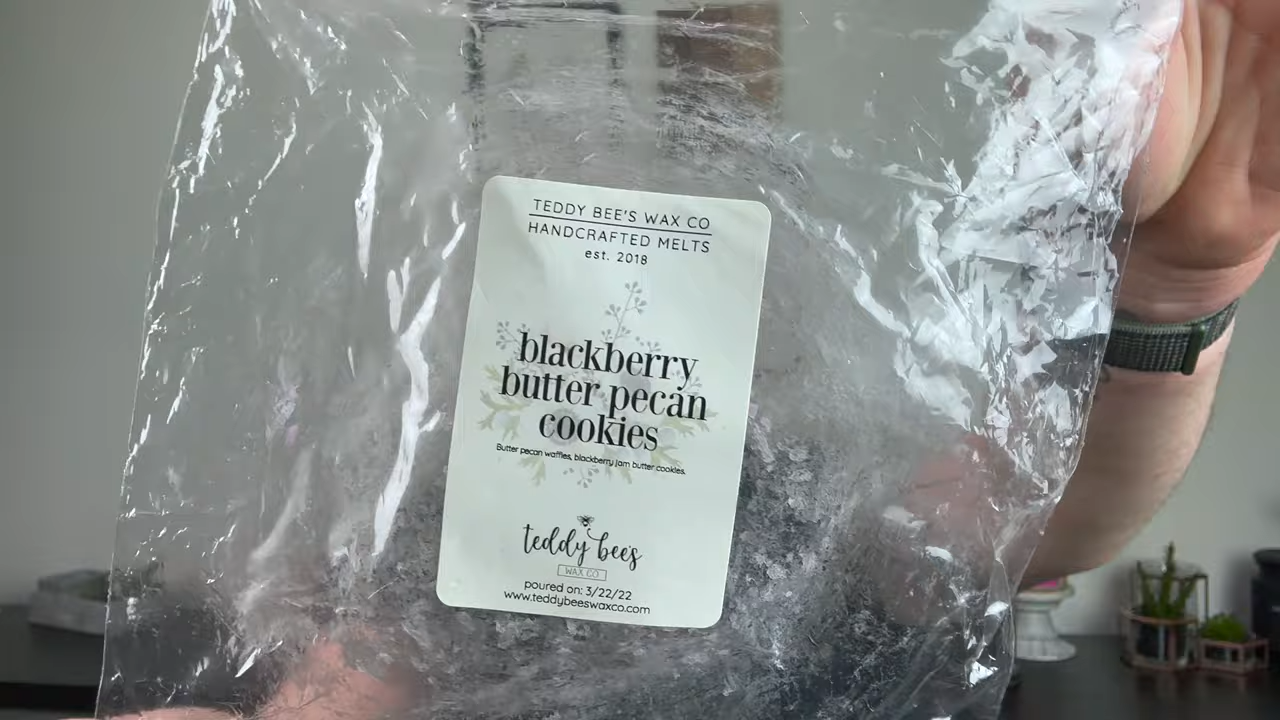 TEDDY BEE'S WAX CO
HANDCRAFTED MELTS
est. 2018
blackberry
butter pecan
cookies
Butter pecan waffles, blackberry jam butter cookies.
teddy bee's
WAX CO
poured on: 3/22/22
www.teddybeeswaxco.com